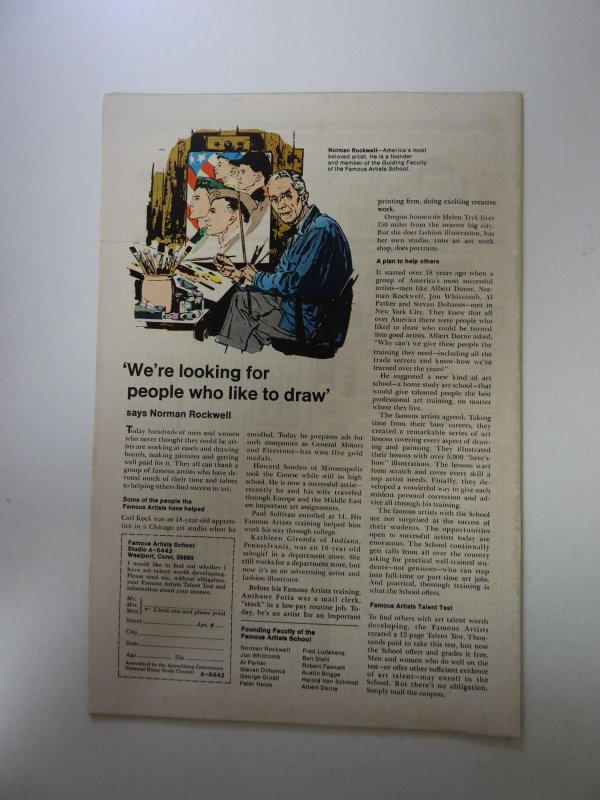 Norman Rockwell—America's most
beloved artist. He is a founder
and member of the Guiding Faculty
of the Famous Artists School.
'We're looking for
people who like to draw'
says Norman Rockwell
Today hundreds of men and women
who never thought they could be art-
ists are working at easels and drawing
boards, making pictures and getting
well paid for it. They can thank a
group of famous artists who have de-
voted much of their time and talent
to helping others find success in art.
Some of the people the
Famous Artists have helped
Carl Kock was an 18-year-old appren-
tice in a Chicago art studio when he
Famous Artists School
Studio A-6443
Westport, Conn. 06880
I would like to find out whether I
have art talent worth developing.
Please send me, without obligation,
your Famous Artists Talent Test and
information about your courses.
Mr.
Mrs.
Miss
Circle one and please print
Street
Apt. #
City
State
Age
Zip
Accredited by the Accrediting Commission
National Home Study Council
A-6443
enrolled. Today he prepares ads for
such companies as General Motors
and Firestone—has won five gold
medals.
Howard Sanden of Minneapolis
took the Course while still in high
school. He is now a successful artist—
recently he and his wife traveled
through Europe and the Middle East
on important art assignments.
Paul Sullivan enrolled at 14. His
Famous Artists training helped him
work his way through college.
Kathleen Gironda of Indiana,
Pennsylvania, was an 18-year-old
salesgirl in a department store. She
still works for a department store, but
now it's as an advertising artist and
fashion illustrator.
Before his Famous Artists training,
Anthony Fotia was a mail clerk,
"stuck" in a low-pay routine job. To-
day, he's an artist for an important
Founding Faculty of the
Famous Artists School
Norman Rockwell
Jon Whitcomb
Al Parker
Stevan Dohanos
George Giusti
Peter Helck
Fred Ludekens
Ben Stahl
Robert Fawcett
Austin Briggs
Harold Von Schmidt
Albert Dorne
printing firm, doing exciting creative
work.
Oregon housewife Helen Tryk lives
150 miles from the nearest big city.
But she does fashion illustration, has
her own studio, runs an art work
shop, does portraits.
A plan to help others
It started over 18 years ago when a
group of America's most successful
artists—men like Albert Dorne, Nor-
man Rockwell, Jon Whitcomb, Al
Parker and Stevan Dohanos—met in
New York City. They knew that all
over America there were people who
liked to draw who could be turned
into good artists. Albert Dorne asked,
"Why can't we give these people the
training they need—including all the
trade secrets and know-how we've
learned over the years?"
He suggested a new kind of art
school—a home study art school—that
would give talented people the best
professional art training, no matter
where they live.
The famous artists agreed. Taking
time from their busy careers, they
created a remarkable series of art
lessons covering every aspect of draw-
ing and painting. They illustrated
their lessons with over 5,000 "here's-
how" illustrations. The lessons start
from scratch and cover every skill a
top artist needs. Finally, they de-
veloped a wonderful way to give each
student personal correction and ad-
vice all through his training.
The famous artists with the School
are not surprised at the success of
their students. The opportunities
open to successful artists today are
enormous. The School continually
gets calls from all over the country
asking for practical well-trained stu-
dents—not geniuses—who can step
into full-time or part-time art jobs.
And practical, thorough training is
what the School offers.
Famous Artists Talent Test
To find others with art talent worth
developing, the Famous Artists
created a 12-page Talent Test. Thou-
sands paid to take this test, but now
the School offers and grades it free.
Men and women who do well on the
test—or offer other sufficient evidence
of art talent—may enroll in the
School. But there's no obligation.
Simply mail the coupon.